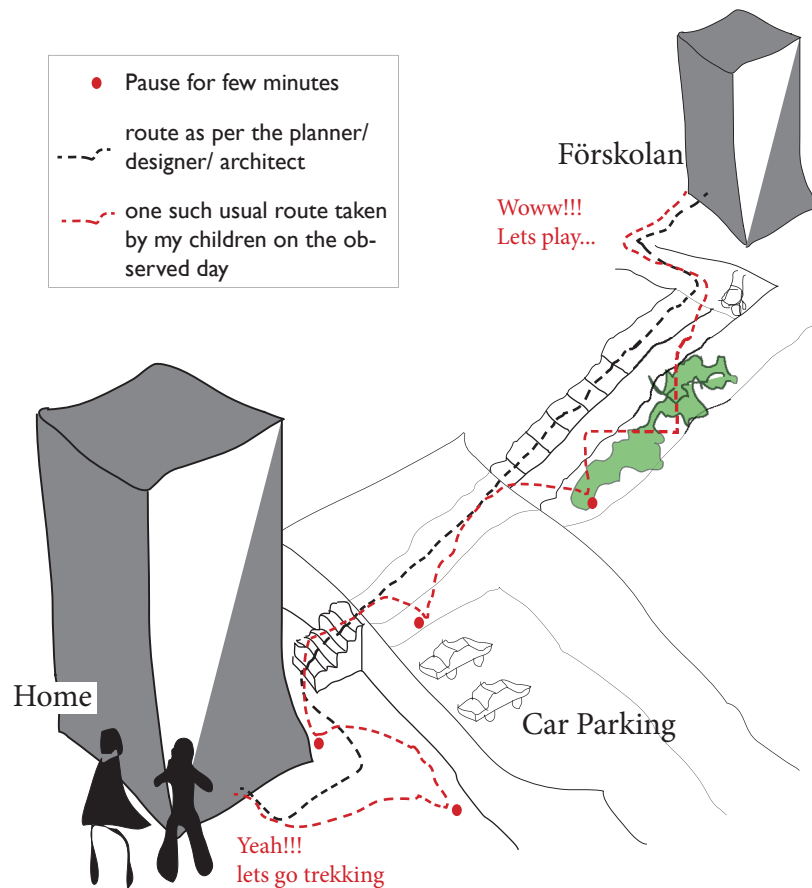 Pause for few minutes
route as per the planner/
designer/ architect
one such usual route taken
by my children on the ob-
served day
Förskolan
Woww!!!
Lets play...
Home
Car Parking
Yeah!!!
lets go trekking